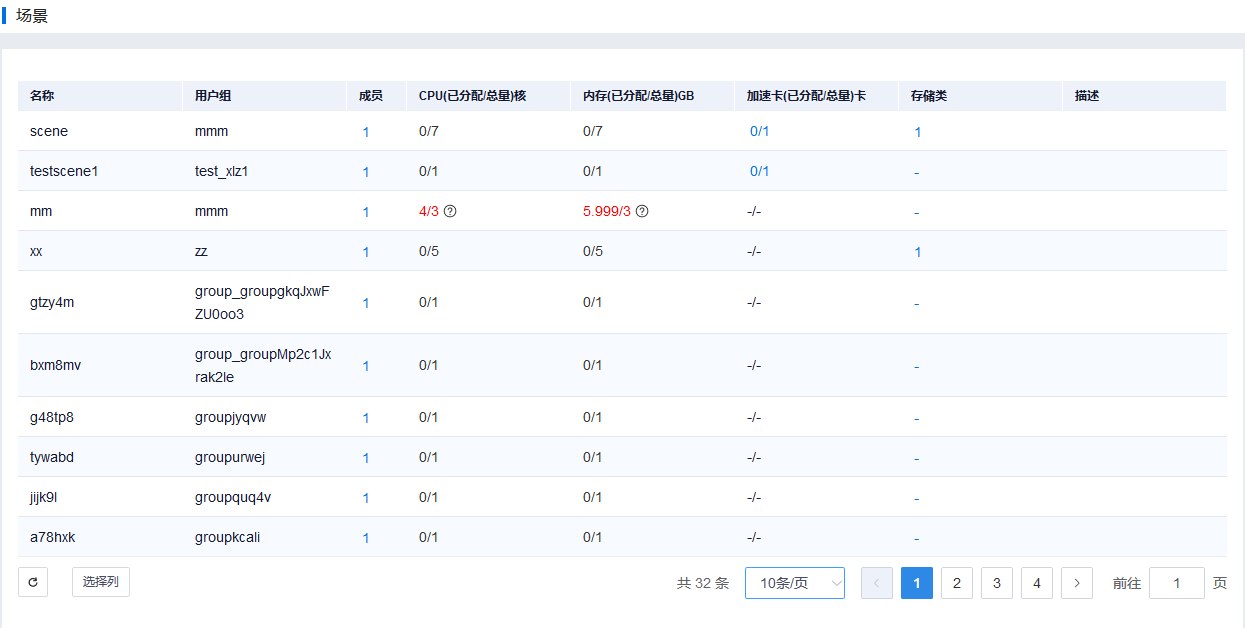 场景
名称 用户组 成员 CPU(已分配/总量)核 内存(已分配/总量)GB 加速卡(已分配/总量)卡 存储类 描述
scene mmm 1 0/7 0/7 0/1 1
testscene1 test_xlz1 1 0/1 0/1 0/1 -
mm mmm 1 4/3 ? 5.999/3 ? -/- -
xx zz 1 0/5 0/5 -/- 1
gtzy4m group_groupgkqJxwF 1 0/1 0/1 -/- -
ZU0oo3
bxm8mv group_groupMp2c1Jx 1 0/1 0/1 -/- -
rak2Ie
g48tp8 groupjyqvw 1 0/1 0/1 -/- -
tywabd groupurwej 1 0/1 0/1 -/- -
jijk9l groupquq4v 1 0/1 0/1 -/- -
a78hxk groupkcali 1 0/1 0/1 -/- -
选择列 共 32 条 10条/页 < 1 2 3 4 > 前往 1 页